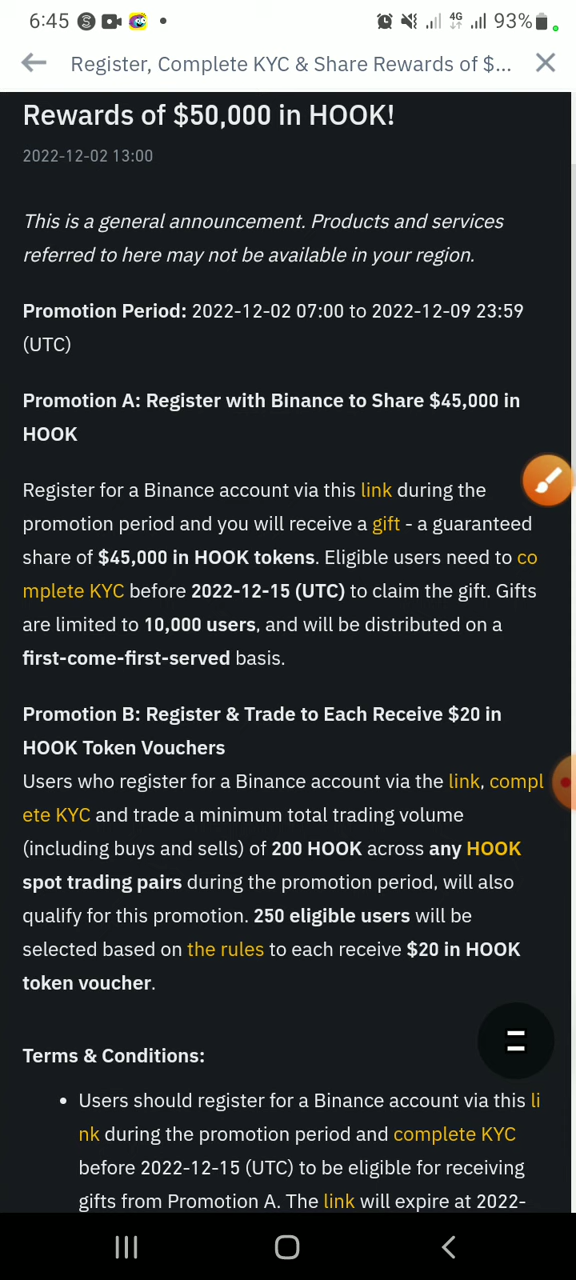 6:45 S
4G 93%
Register, Complete KYC & Share Rewards of $...
Rewards of $50,000 in HOOK!
2022-12-02 13:00
This is a general announcement. Products and services
referred to here may not be available in your region.
Promotion Period: 2022-12-02 07:00 to 2022-12-09 23:59
(UTC)
Promotion A: Register with Binance to Share $45,000 in
HOOK
Register for a Binance account via this link during the
promotion period and you will receive a gift - a guaranteed
share of $45,000 in HOOK tokens. Eligible users need to co
mplete KYC before 2022-12-15 (UTC) to claim the gift. Gifts
are limited to 10,000 users, and will be distributed on a
first-come-first-served basis.
Promotion B: Register & Trade to Each Receive $20 in
HOOK Token Vouchers
Users who register for a Binance account via the link, compl
ete KYC and trade a minimum total trading volume
(including buys and sells) of 200 HOOK across any HOOK
spot trading pairs during the promotion period, will also
qualify for this promotion. 250 eligible users will be
selected based on the rules to each receive $20 in HOOK
token voucher.
Terms & Conditions:
• Users should register for a Binance account via this li
nk during the promotion period and complete KYC
before 2022-12-15 (UTC) to be eligible for receiving
gifts from Promotion A. The link will expire at 2022-